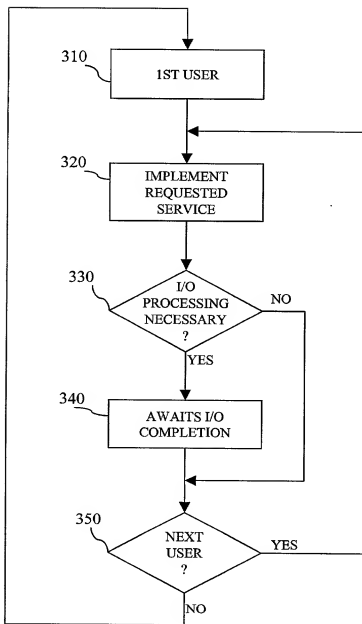 310
1ST USER
320
IMPLEMENT
REQUESTED
SERVICE
330
I/O
PROCESSING
NECESSARY
?
NO
YES
340
AWAITS I/O
COMPLETION
350
NEXT
USER
?
YES
NO